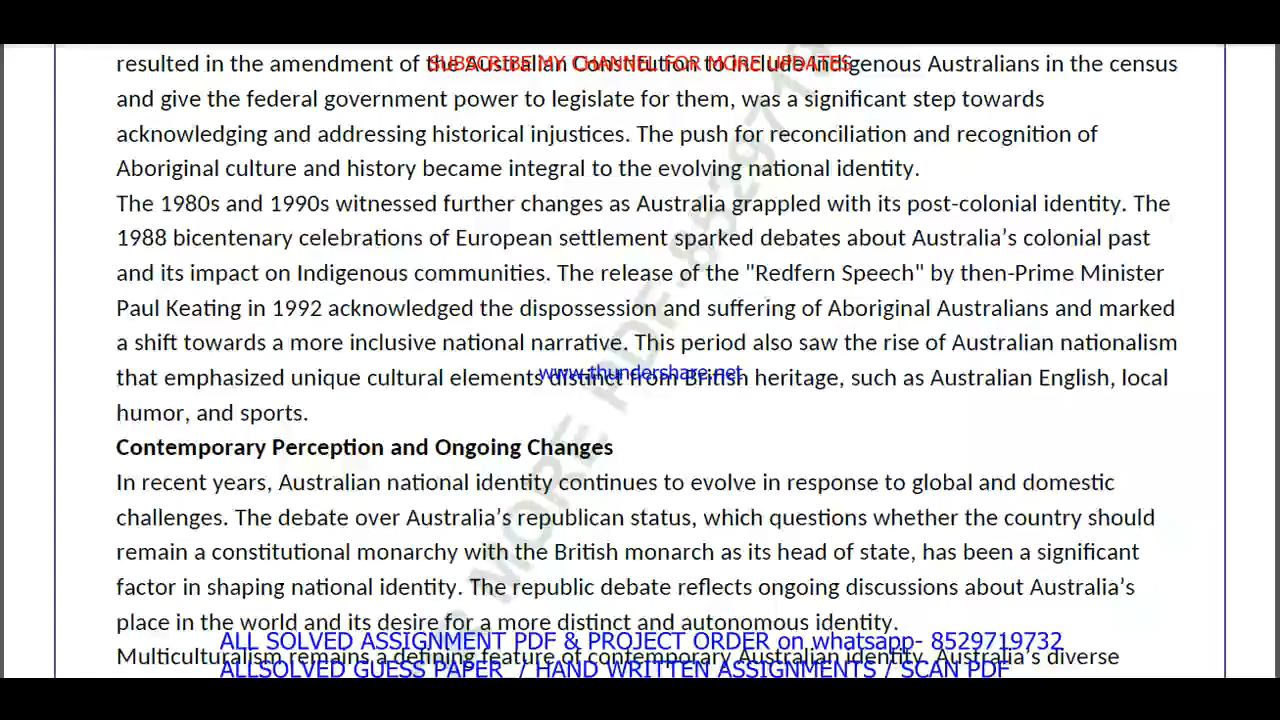 SUBSCRIBE MY CHANNEL FOR MORE UPDATES
resulted in the amendment of the Australian Constitution to include Indigenous Australians in the census
and give the federal government power to legislate for them, was a significant step towards
acknowledging and addressing historical injustices. The push for reconciliation and recognition of
Aboriginal culture and history became integral to the evolving national identity.
The 1980s and 1990s witnessed further changes as Australia grappled with its post-colonial identity. The
1988 bicentenary celebrations of European settlement sparked debates about Australia’s colonial past
and its impact on Indigenous communities. The release of the "Redfern Speech" by then-Prime Minister
Paul Keating in 1992 acknowledged the dispossession and suffering of Aboriginal Australians and marked
a shift towards a more inclusive national narrative. This period also saw the rise of Australian nationalism
www.thundershare.net
that emphasized unique cultural elements distinct from British heritage, such as Australian English, local
humor, and sports.
Contemporary Perception and Ongoing Changes
In recent years, Australian national identity continues to evolve in response to global and domestic
challenges. The debate over Australia’s republican status, which questions whether the country should
remain a constitutional monarchy with the British monarch as its head of state, has been a significant
factor in shaping national identity. The republic debate reflects ongoing discussions about Australia’s
place in the world and its desire for a more distinct and autonomous identity.
ALL SOLVED ASSIGNMENT PDF & PROJECT ORDER on whatsapp- 8529719732
Multiculturalism remains a defining feature of contemporary Australian identity. Australia’s diverse
ALLSOLVED GUESS PAPER / HAND WRITTEN ASSIGNMENTS / SCAN PDF
MORE PDF-852971